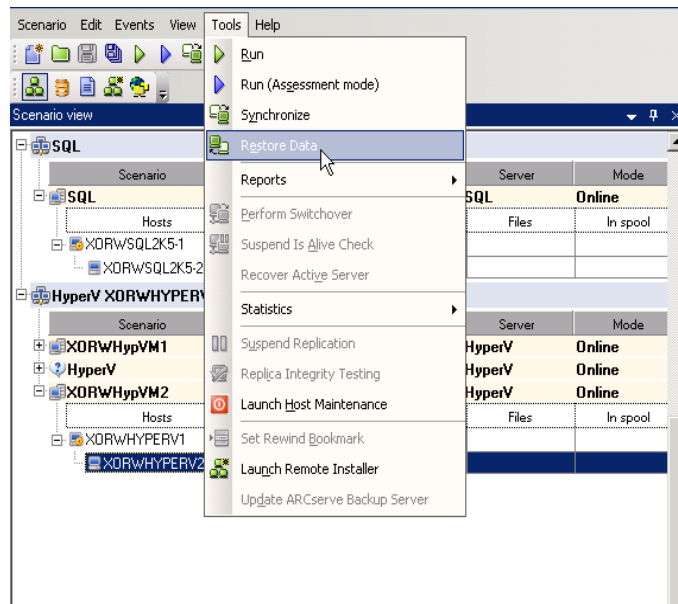 Scenario Edit Events View Tools Help
Run
Run (Assessment mode)
Synchronize
Restore Data
Reports
Perform Switchover
Suspend Is Alive Check
Recover Active Server
Statistics
Suspend Replication
Replica Integrity Testing
Launch Host Maintenance
Set Rewind Bookmark
Launch Remote Installer
Update ARCserve Backup Server
Scenario view
SQL
Scenario Server Mode
SQL SQL Online
Hosts Files In spool
XORWSQL2K5-1
XORWSQL2K5-2
HyperV XORWHYPERV
Scenario Server Mode
XORWHypVM1 HyperV Online
HyperV HyperV Online
XORWHypVM2 HyperV Online
Hosts Files In spool
XORWHYPERV1
XORWHYPERV2